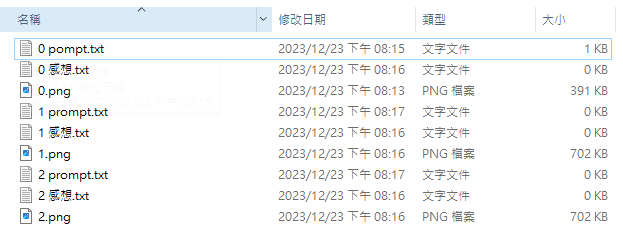 名稱 修改日期 類型 大小
0 pompt.txt 2023/12/23 下午 08:15 文字文件 1 KB
0 感想.txt 2023/12/23 下午 08:16 文字文件 0 KB
0.png 2023/12/23 下午 08:13 PNG 檔案 391 KB
1 prompt.txt 2023/12/23 下午 08:17 文字文件 0 KB
1 感想.txt 2023/12/23 下午 08:16 文字文件 0 KB
1.png 2023/12/23 下午 08:16 PNG 檔案 702 KB
2 prompt.txt 2023/12/23 下午 08:17 文字文件 0 KB
2 感想.txt 2023/12/23 下午 08:16 文字文件 0 KB
2.png 2023/12/23 下午 08:16 PNG 檔案 702 KB